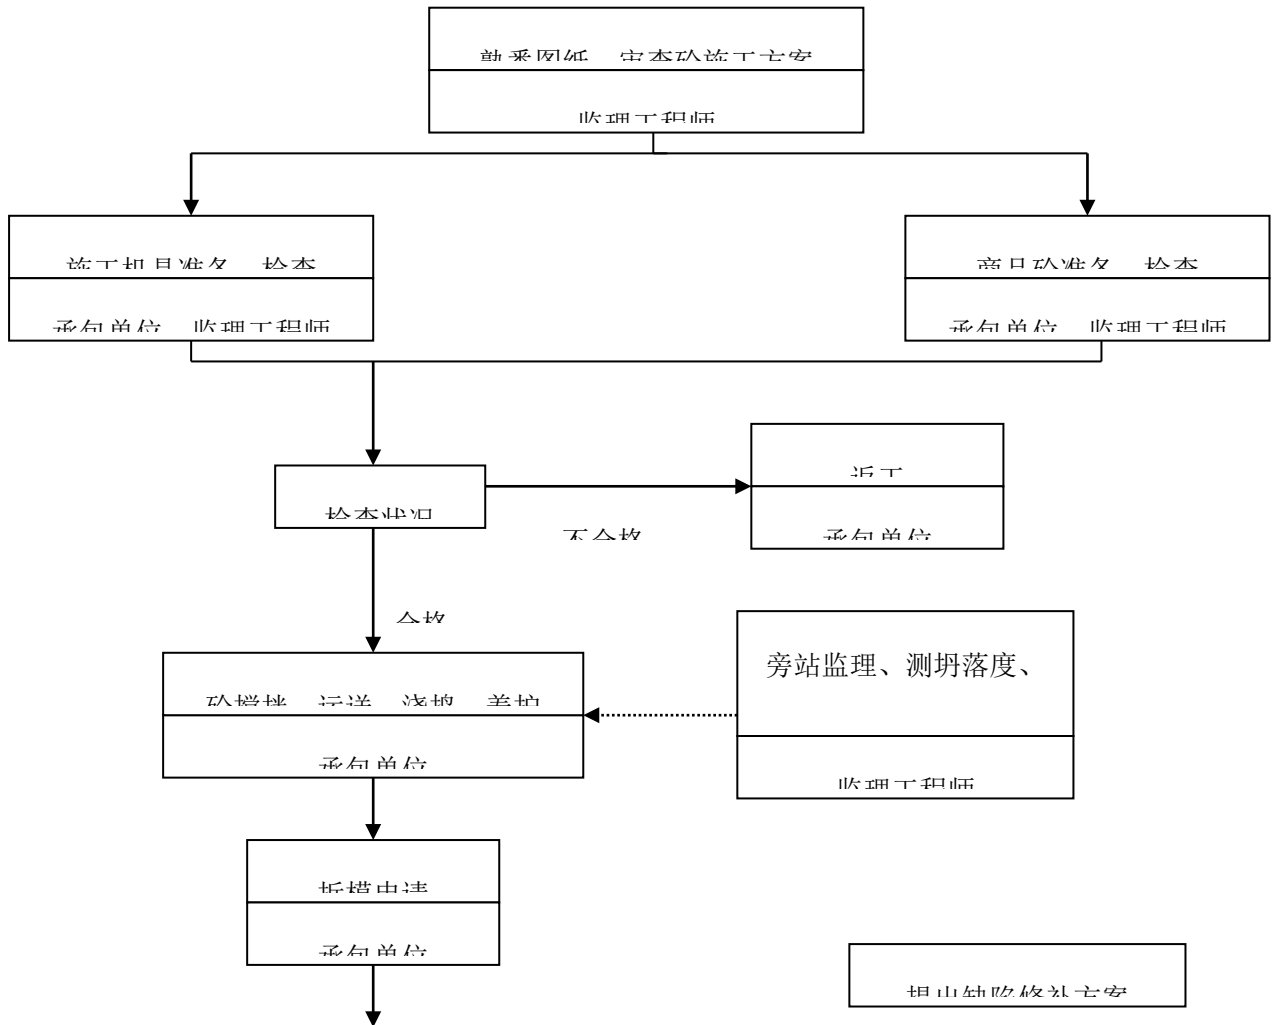 熟悉图纸、审查砼施工方案
监理工程师
施工机具准备、检查
商品砼准备、检查
承包单位、监理工程师
承包单位、监理工程师
返工
检查状况
承包单位
不合格
合格
旁站监理、测坍落度、
砼搅拌、运送、浇捣、养护
承包单位
监理工程师
拆模申请
承包单位
提出缺陷修补方案